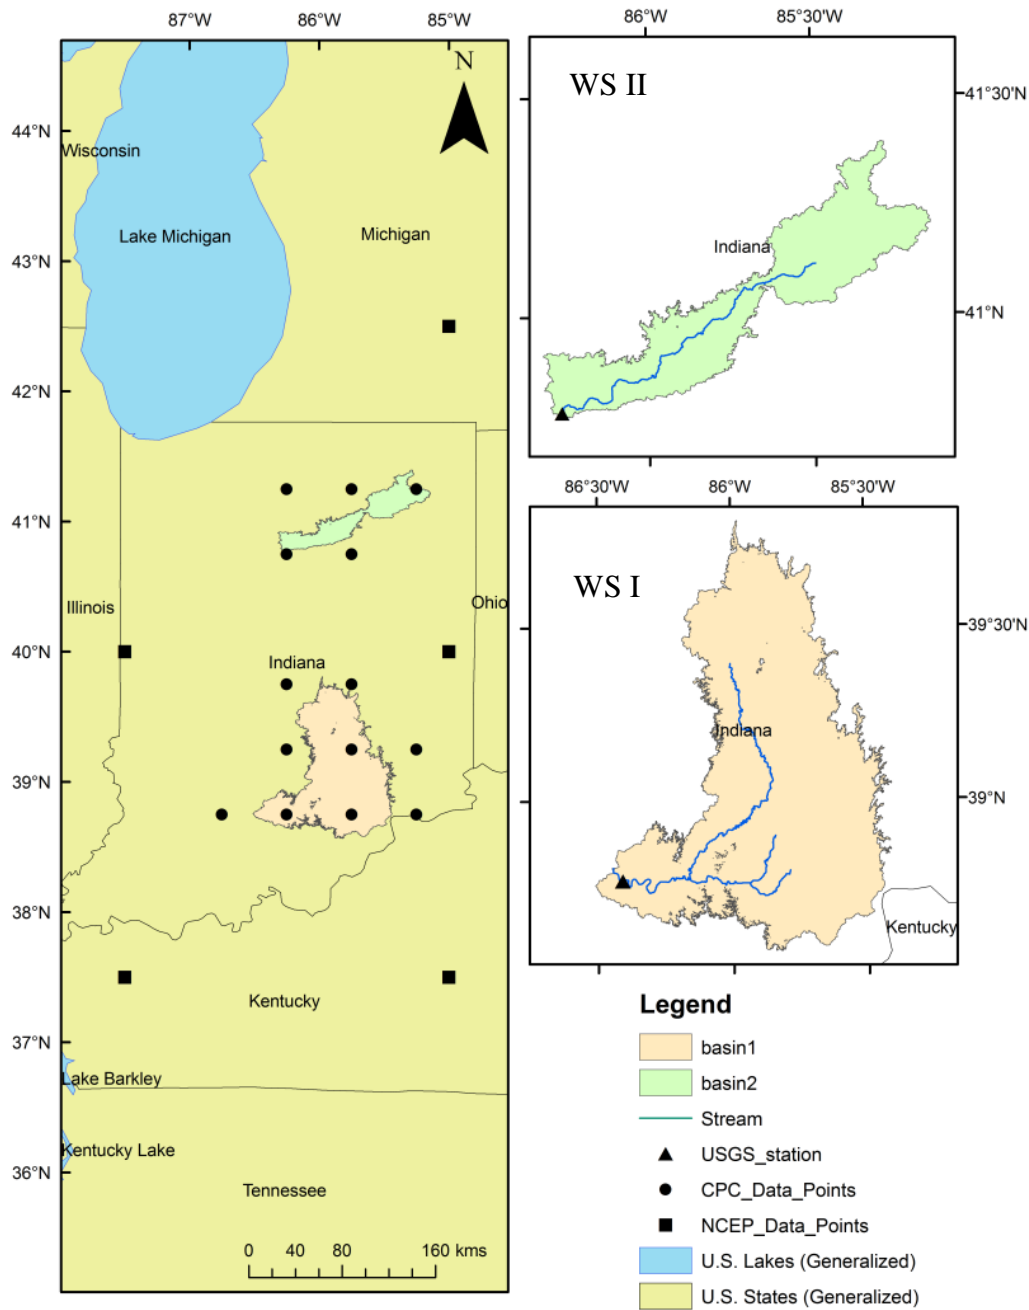 87°W 86°W 85°W
N
44°N
43°N
42°N
41°N
40°N
39°N
38°N
37°N
36°N
Wisconsin
Lake Michigan
Michigan
Illinois
Indiana
Ohio
Kentucky
Lake Barkley
Kentucky Lake
Tennessee
0 40 80 160 kms
86°W 85°30'W
WS II
41°30'N
Indiana
41°N
86°30'W 86°W 85°30'W
WS I
39°30'N
Indiana
39°N
Kentucky
Legend
basin1
basin2
Stream
USGS_station
CPC_Data_Points
NCEP_Data_Points
U.S. Lakes (Generalized)
U.S. States (Generalized)